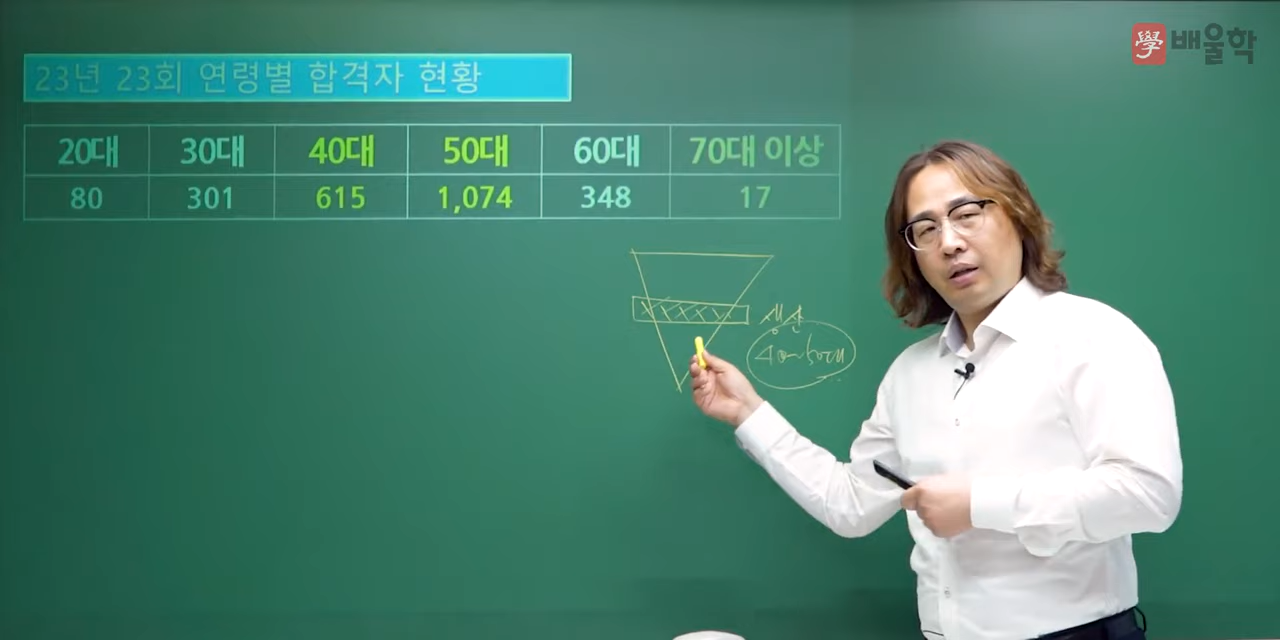 學 배울학
23년 23회 연령별 합격자 현황
20대 30대 40대 50대 60대 70대 이상
80 301 615 1,074 348 17
생산
40~50대